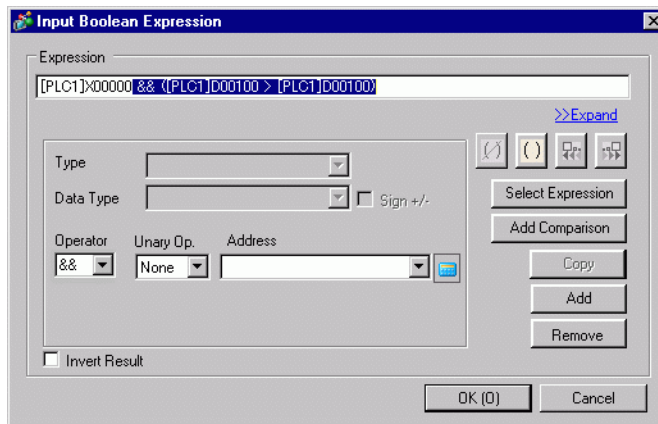 Input Boolean Expression
Expression
[PLC1]X00000 && ([PLC1]D00100 > [PLC1]D00100)
>>Expand
( )
Type
Data Type
Sign +/-
Select Expression
Add Comparison
Operator
Unary Op.
Address
&&
None
Copy
Add
Remove
Invert Result
OK (O)
Cancel